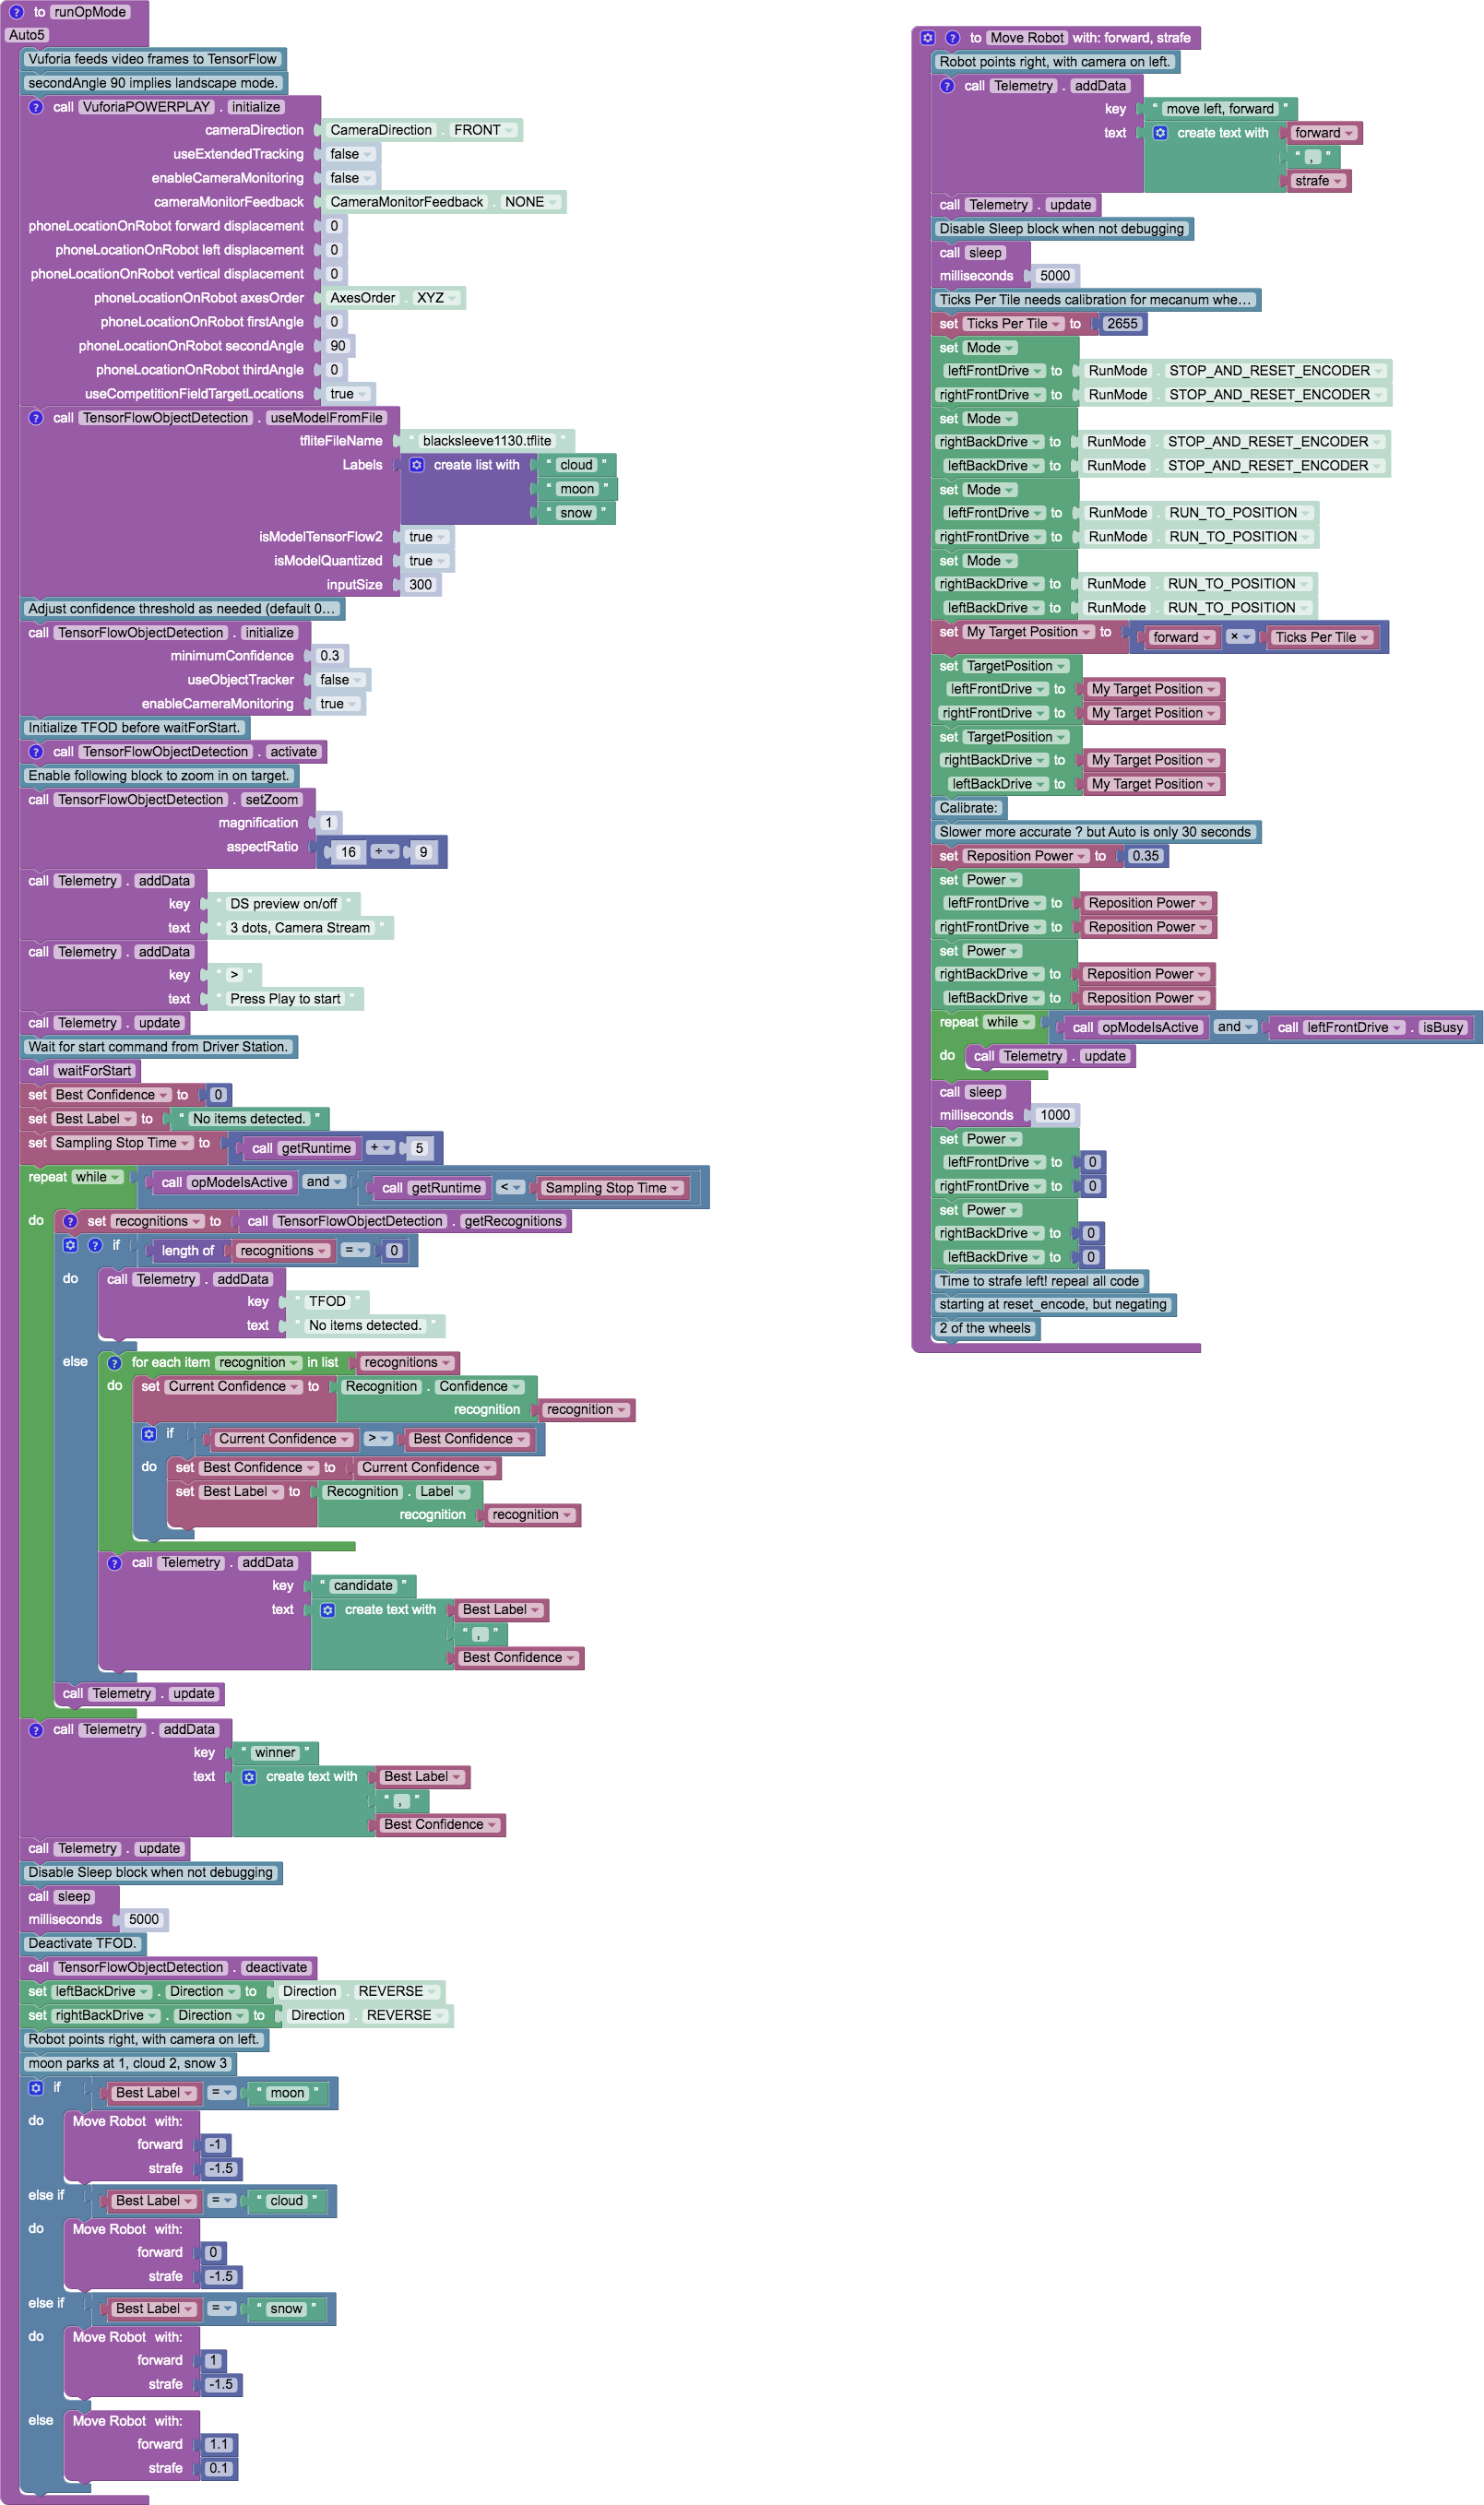 to runOpMode
Auto5
Vuforia feeds video frames to TensorFlow
secondAngle 90 implies landscape mode.
call VuforiaPOWERPLAY . initialize
cameraDirection CameraDirection . FRONT
useExtendedTracking false
enableCameraMonitoring false
cameraMonitorFeedback CameraMonitorFeedback . NONE
phoneLocationOnRobot forward displacement 0
phoneLocationOnRobot left displacement 0
phoneLocationOnRobot vertical displacement 0
phoneLocationOnRobot axesOrder AxesOrder . XYZ
phoneLocationOnRobot firstAngle 0
phoneLocationOnRobot secondAngle 90
phoneLocationOnRobot thirdAngle 0
useCompetitionFieldTargetLocations true
call TensorFlowObjectDetection . useModelFromFile
tfliteFileName “ blacksleeve1130.tflite ”
Labels create list with “ cloud ”
“ moon ”
“ snow ”
isModelTensorFlow2 true
isModelQuantized true
inputSize 300
Adjust confidence threshold as needed (default 0…
call TensorFlowObjectDetection . initialize
minimumConfidence 0.3
useObjectTracker false
enableCameraMonitoring true
Initialize TFOD before waitForStart.
call TensorFlowObjectDetection . activate
Enable following block to zoom in on target.
call TensorFlowObjectDetection . setZoom
magnification 1
aspectRatio 16 ÷ 9
call Telemetry . addData
key “ DS preview on/off ”
text “ 3 dots, Camera Stream ”
call Telemetry . addData
key “ > ”
text “ Press Play to start ”
call Telemetry . update
Wait for start command from Driver Station.
call waitForStart
set Best Confidence to 0
set Best Label to “ No items detected. ”
set Sampling Stop Time to call getRuntime + 5
repeat while call opModeIsActive and call getRuntime < Sampling Stop Time
do set recognitions to call TensorFlowObjectDetection . getRecognitions
if length of recognitions = 0
do call Telemetry . addData
key “ TFOD ”
text “ No items detected. ”
else for each item recognition in list recognitions
do set Current Confidence to Recognition . Confidence
recognition recognition
if Current Confidence > Best Confidence
do set Best Confidence to Current Confidence
set Best Label to Recognition . Label
recognition recognition
call Telemetry . addData
key “ candidate ”
text create text with Best Label
“ , ”
Best Confidence
call Telemetry . update
call Telemetry . addData
key “ winner ”
text create text with Best Label
“ , ”
Best Confidence
call Telemetry . update
Disable Sleep block when not debugging
call sleep
milliseconds 5000
Deactivate TFOD.
call TensorFlowObjectDetection . deactivate
set leftBackDrive . Direction to Direction . REVERSE
set rightBackDrive . Direction to Direction . REVERSE
Robot points right, with camera on left.
moon parks at 1, cloud 2, snow 3
if Best Label = “ moon ”
do Move Robot with:
forward -1
strafe -1.5
else if Best Label = “ cloud ”
do Move Robot with:
forward 0
strafe -1.5
else if Best Label = “ snow ”
do Move Robot with:
forward 1
strafe -1.5
else Move Robot with:
forward 1.1
strafe 0.1
to Move Robot with: forward, strafe
Robot points right, with camera on left.
call Telemetry . addData
key “ move left, forward ”
text create text with forward
“ , ”
strafe
call Telemetry . update
Disable Sleep block when not debugging
call sleep
milliseconds 5000
Ticks Per Tile needs calibration for mecanum whe…
set Ticks Per Tile to 2655
set Mode
leftFrontDrive to RunMode . STOP_AND_RESET_ENCODER
rightFrontDrive to RunMode . STOP_AND_RESET_ENCODER
set Mode
rightBackDrive to RunMode . STOP_AND_RESET_ENCODER
leftBackDrive to RunMode . STOP_AND_RESET_ENCODER
set Mode
leftFrontDrive to RunMode . RUN_TO_POSITION
rightFrontDrive to RunMode . RUN_TO_POSITION
set Mode
rightBackDrive to RunMode . RUN_TO_POSITION
leftBackDrive to RunMode . RUN_TO_POSITION
set My Target Position to forward × Ticks Per Tile
set TargetPosition
leftFrontDrive to My Target Position
rightFrontDrive to My Target Position
set TargetPosition
rightBackDrive to My Target Position
leftBackDrive to My Target Position
Calibrate:
Slower more accurate ? but Auto is only 30 seconds
set Reposition Power to 0.35
set Power
leftFrontDrive to Reposition Power
rightFrontDrive to Reposition Power
set Power
rightBackDrive to Reposition Power
leftBackDrive to Reposition Power
repeat while call opModeIsActive and call leftFrontDrive . isBusy
do call Telemetry . update
call sleep
milliseconds 1000
set Power
leftFrontDrive to 0
rightFrontDrive to 0
set Power
rightBackDrive to 0
leftBackDrive to 0
Time to strafe left! repeal all code
starting at reset_encode, but negating
2 of the wheels